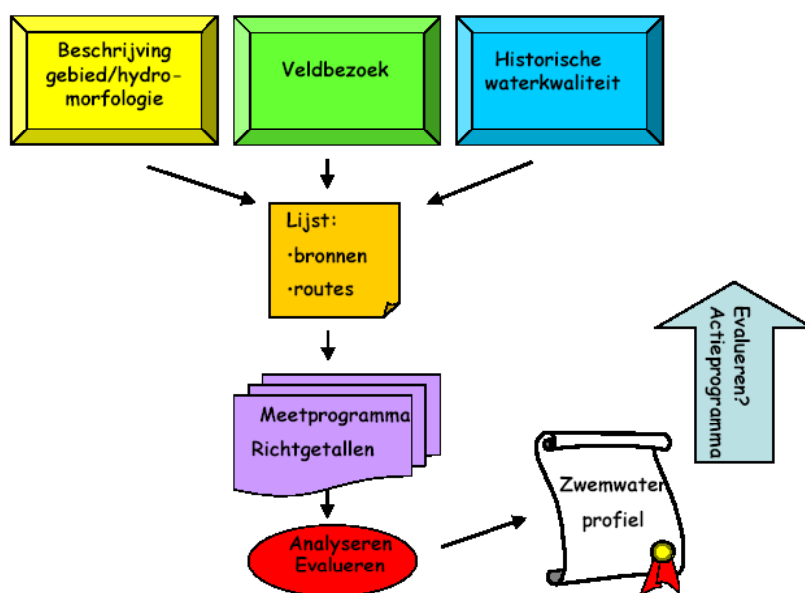 Beschrijving
gebied/hydro-
morfologie
Veldbezoek
Historische
waterkwaliteit
Lijst:
·bronnen
·routes
Meetprogramma
Richtgetallen
Analyseren
Evalueren
Zwemwater
profiel
Evalueren?
Actieprogramma